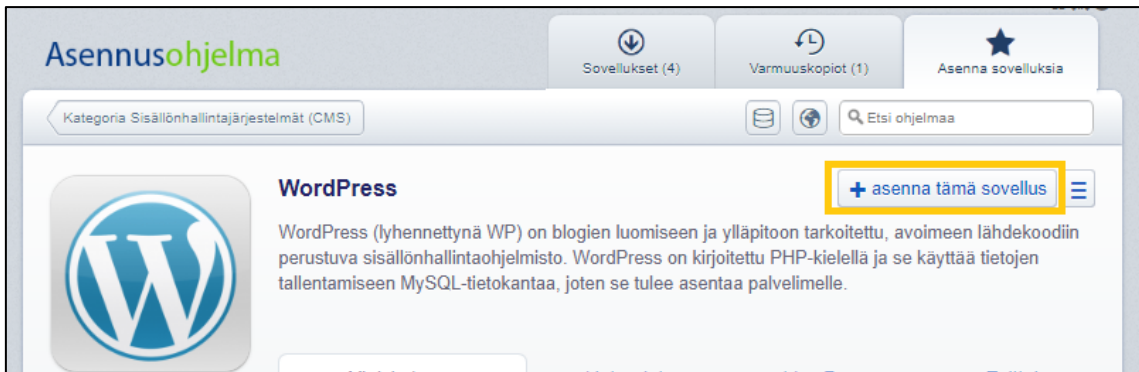 Asennusohjelma
Sovellukset (4)
Varmuuskopiot (1)
Asenna sovelluksia
Kategoria Sisällönhallintajärjestelmät (CMS)
Etsi ohjelmaa
WordPress
+ asenna tämä sovellus
WordPress (lyhennettynä WP) on blogien luomiseen ja ylläpitoon tarkoitettu, avoimeen lähdekoodiin
perustuva sisällönhallintaohjelmisto. WordPress on kirjoitettu PHP-kielellä ja se käyttää tietojen
tallentamiseen MySQL-tietokantaa, joten se tulee asentaa palvelimelle.